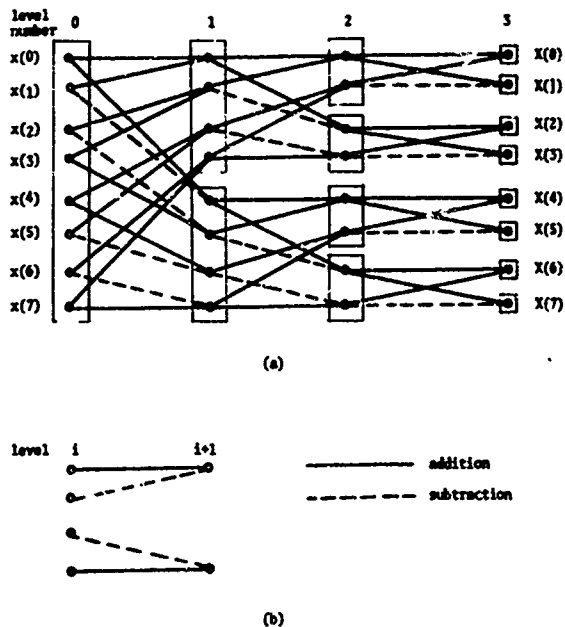 level number 0 1 2 3
x(0) X(0)
x(1) X(1)
x(2) X(2)
x(3) X(3)
x(4) X(4)
x(5) X(5)
x(6) X(6)
x(7) X(7)
(a)
level i i+1
addition
subtraction
(b)